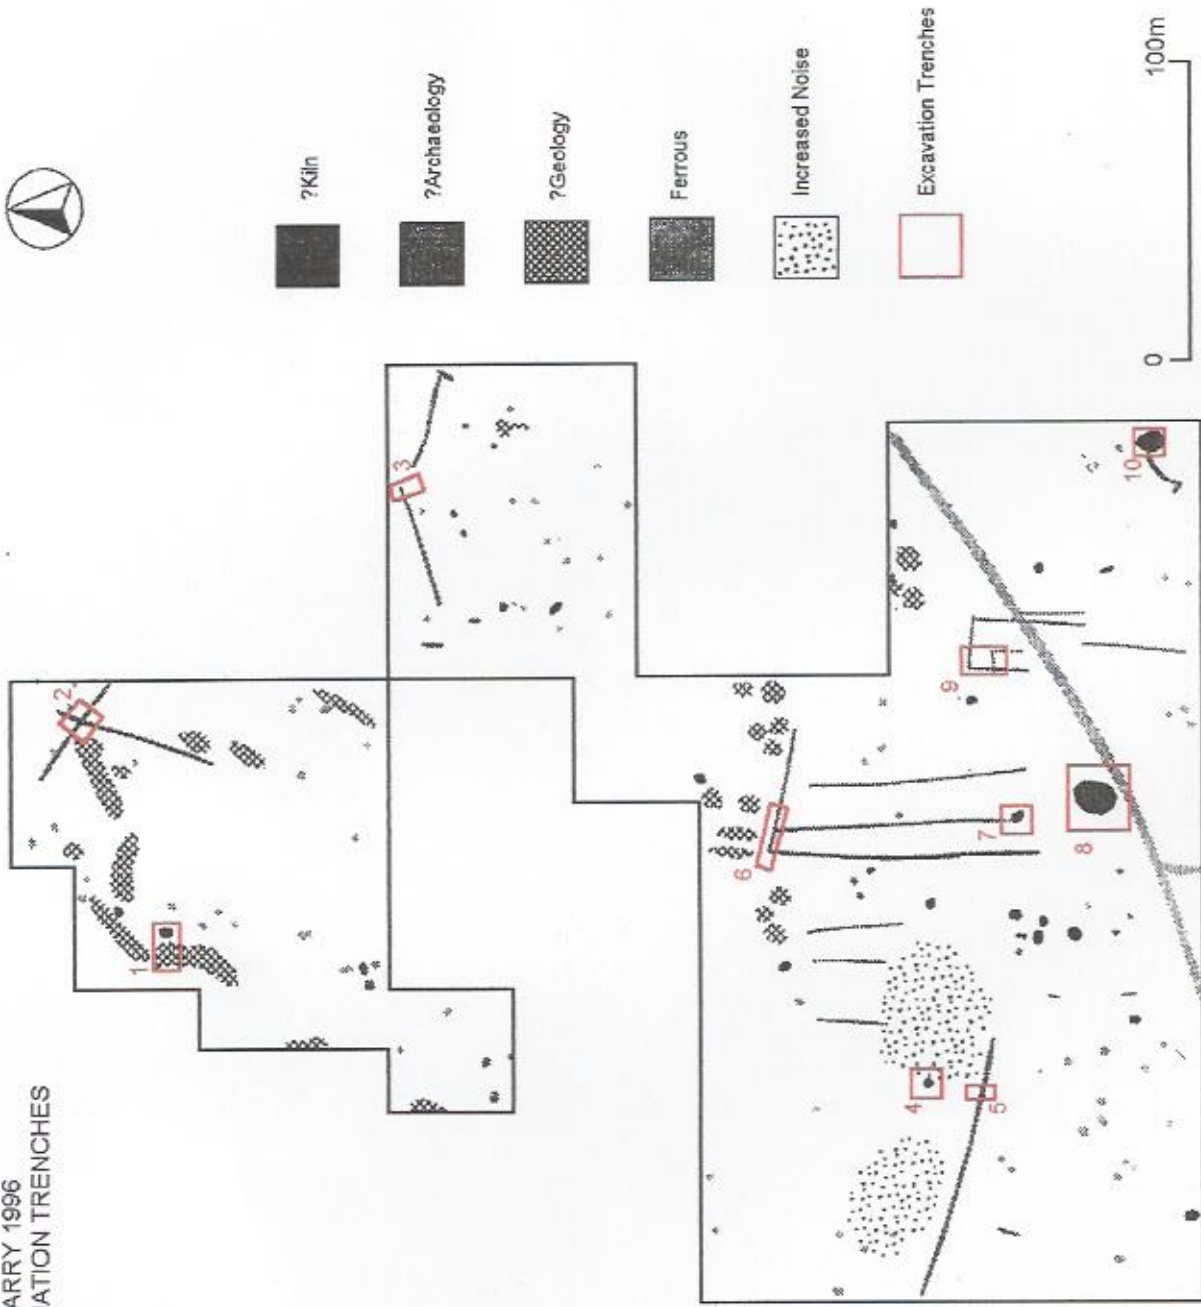 ARRY 1996
ATION TRENCHES
?Kiln
?Archaeology
?Geology
Ferrous
Increased Noise
Excavation Trenches
0
100m
1
2
3
4
5
6
7
8
9
10